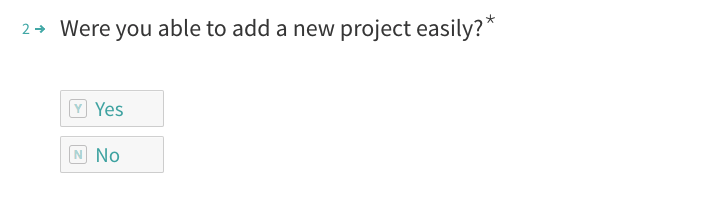 2 → Were you able to add a new project easily?*
Y Yes
N No